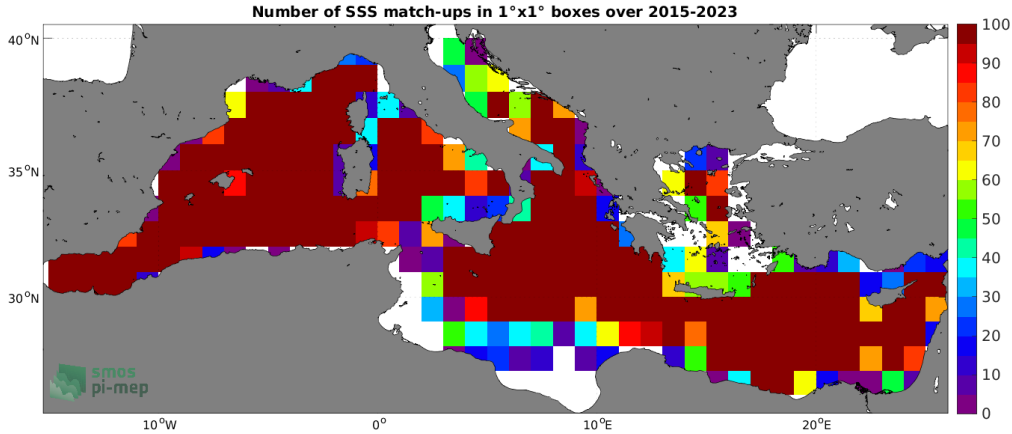 Number of SSS match-ups in 1°x1° boxes over 2015-2023
40°N
35°N
30°N
10°W
0°
10°E
20°E
100
90
80
70
60
50
40
30
20
10
0
smos
pi-mep